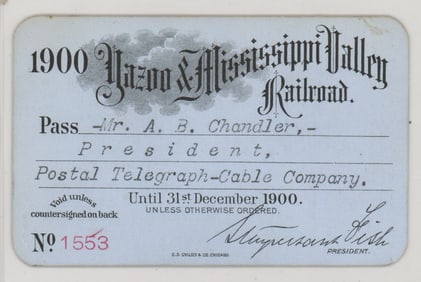 1900 Yazoo & Mississippi Valley
Railroad.
Pass -Mr. A. B. Chandler,-
President,
Postal Telegraph-Cable Company.
Void unless
countersigned on back
Until 31st December 1900.
UNLESS OTHERWISE ORDERED.
No 1553
Stuyvesant Fish
PRESIDENT.